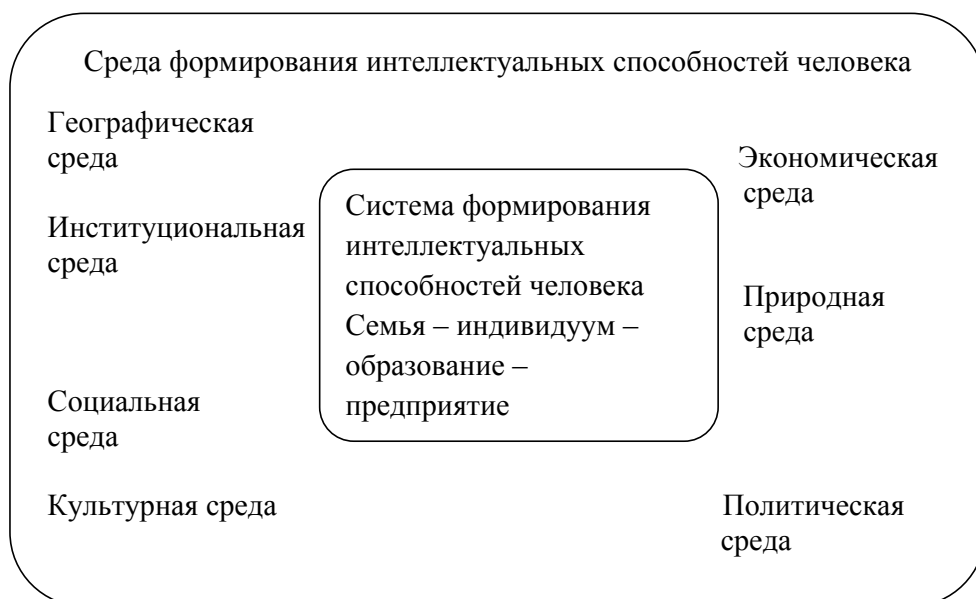 Среда формирования интеллектуальных способностей человека
Географическая
среда
Институциональная
среда
Социальная
среда
Культурная среда
Система формирования
интеллектуальных
способностей человека
Семья – индивидуум –
образование –
предприятие
Экономическая
среда
Природная
среда
Политическая
среда